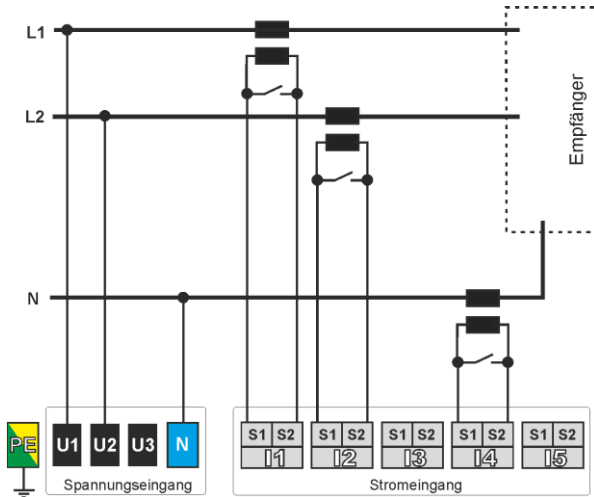 L1
Empfänger
L2
N
PE U1 U2 U3 N
S1 S2 S1 S2 S1 S2 S1 S2 S1 S2
I1 I2 I3 I4 I5
Spannungseingang
Stromeingang